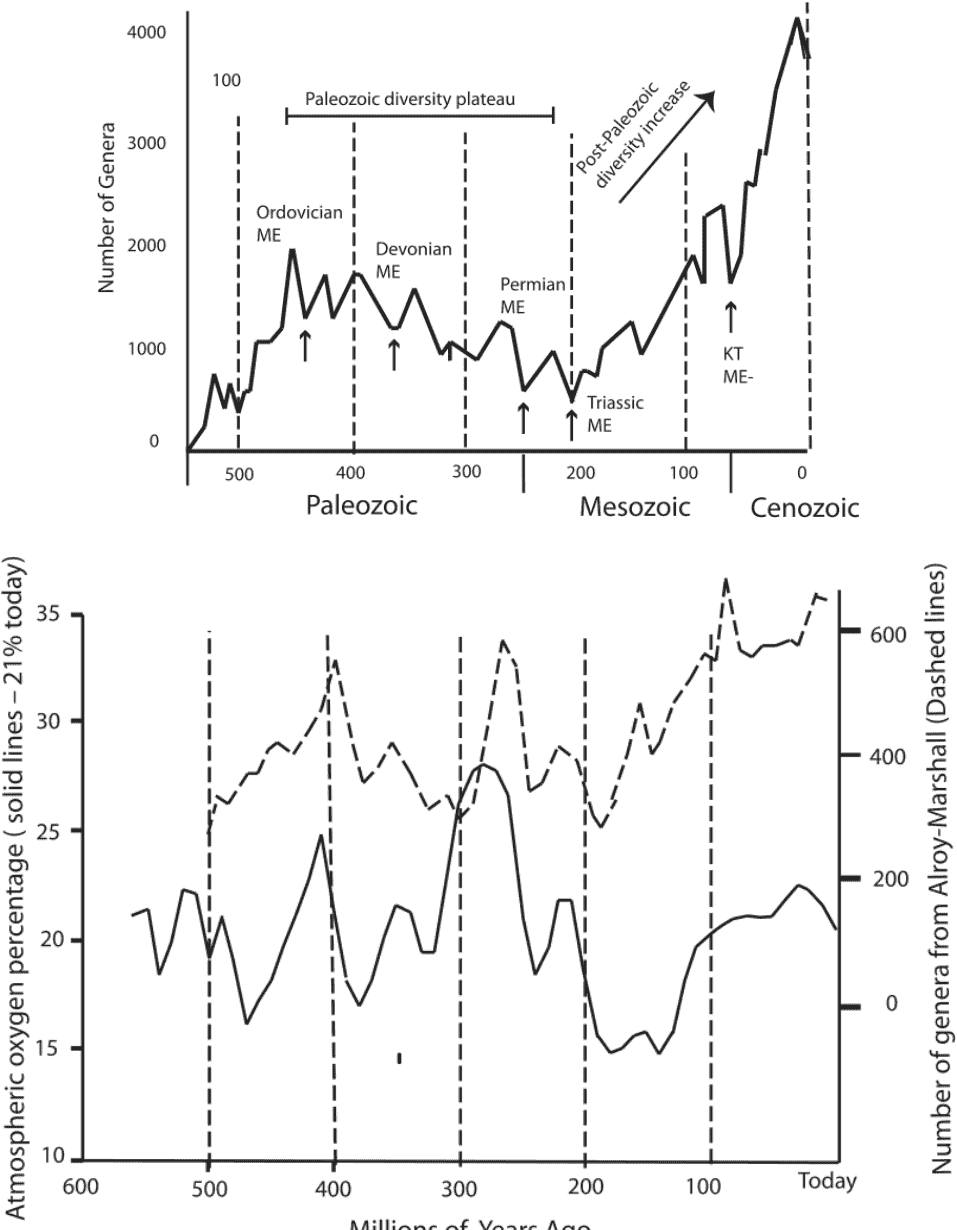 4000
100
Paleozoic diversity plateau
Post-Paleozoic
diversity increase
3000
Number of Genera
Ordovician
ME
2000
Devonian
ME
Permian
ME
1000
KT
ME-
Triassic
ME
0
500 400 300 200 100 0
Paleozoic Mesozoic Cenozoic
Atmospheric oxygen percentage ( solid lines – 21% today)
35
30
25
20
15
10
600
400
200
0
Number of genera from Alroy-Marshall (Dashed lines)
600 500 400 300 200 100 Today
Millions of Years Ago